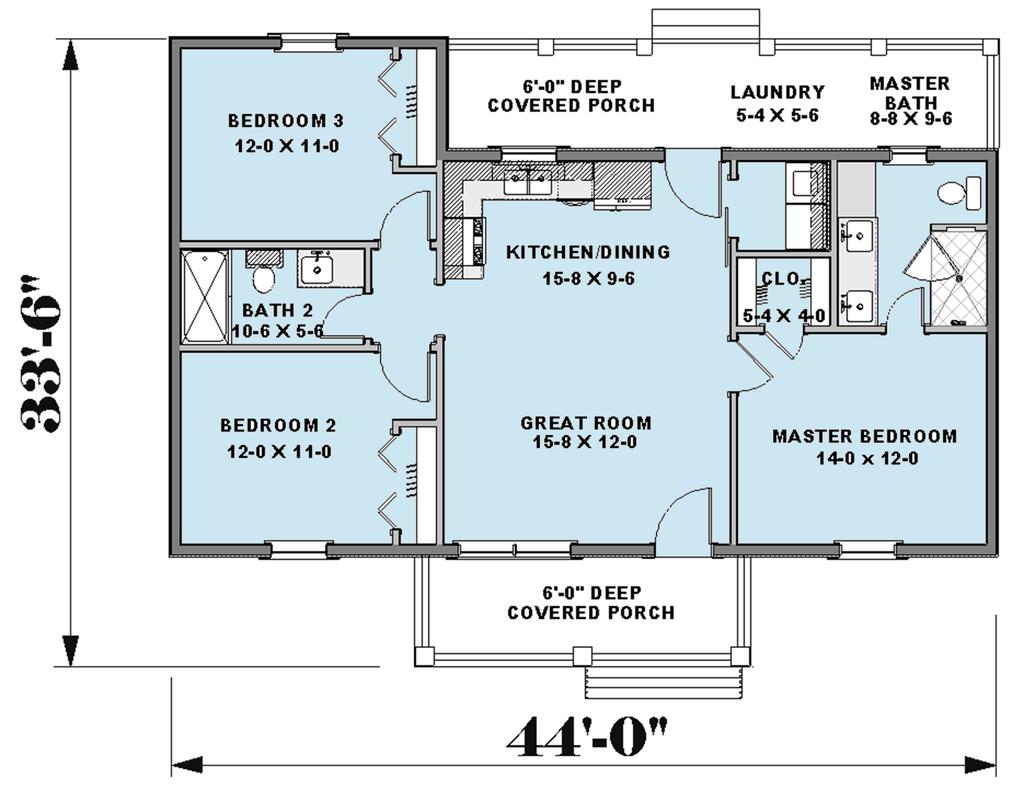 6'-0" DEEP
COVERED PORCH
LAUNDRY
5-4 X 5-6
MASTER
BATH
8-8 X 9-6
BEDROOM 3
12-0 X 11-0
KITCHEN/DINING
15-8 X 9-6
CLO.
5-4 X 4-0
BATH 2
10-6 X 5-6
33'-6"
BEDROOM 2
12-0 X 11-0
GREAT ROOM
15-8 X 12-0
MASTER BEDROOM
14-0 x 12-0
6'-0" DEEP
COVERED PORCH
44'-0"